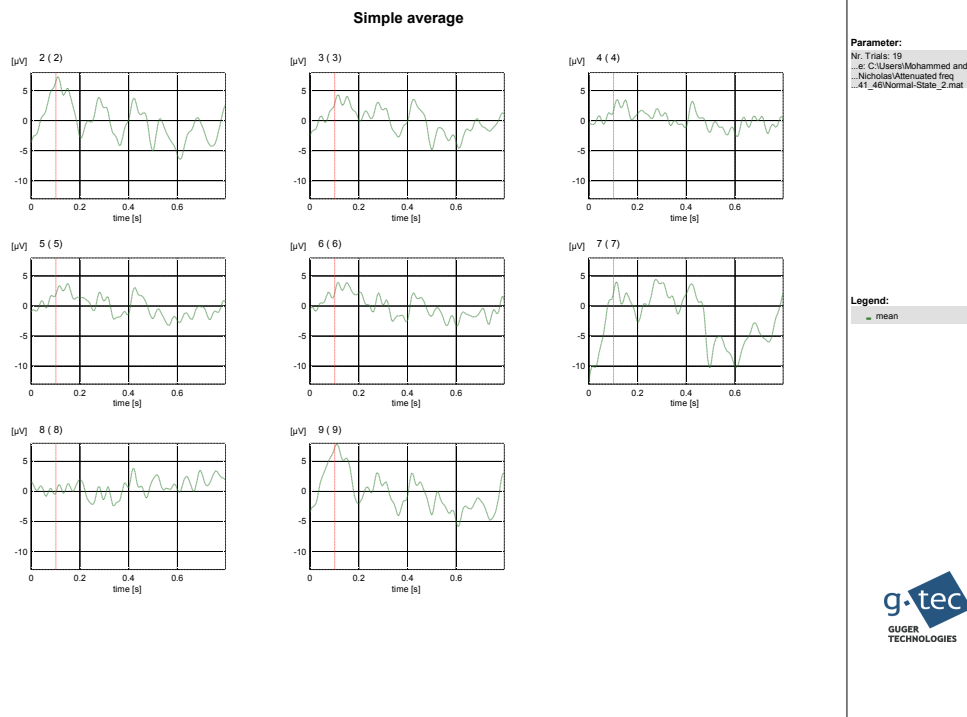 Simple average
[µV] 2 ( 2)
5
0
-5
-10
0 0.2 0.4 0.6
time [s]
[µV] 3 ( 3)
5
0
-5
-10
0 0.2 0.4 0.6
time [s]
[µV] 4 ( 4)
5
0
-5
-10
0 0.2 0.4 0.6
time [s]
[µV] 5 ( 5)
5
0
-5
-10
0 0.2 0.4 0.6
time [s]
[µV] 6 ( 6)
5
0
-5
-10
0 0.2 0.4 0.6
time [s]
[µV] 7 ( 7)
5
0
-5
-10
0 0.2 0.4 0.6
time [s]
[µV] 8 ( 8)
5
0
-5
-10
0 0.2 0.4 0.6
time [s]
[µV] 9 ( 9)
5
0
-5
-10
0 0.2 0.4 0.6
time [s]
Parameter:
Nr. Trials: 19
...e: C:\Users\Mohammed and
...Nicholas\Attenuated freq
...41_46\Normal-State_2.mat
Legend:
mean
g.tec
GUGER
TECHNOLOGIES